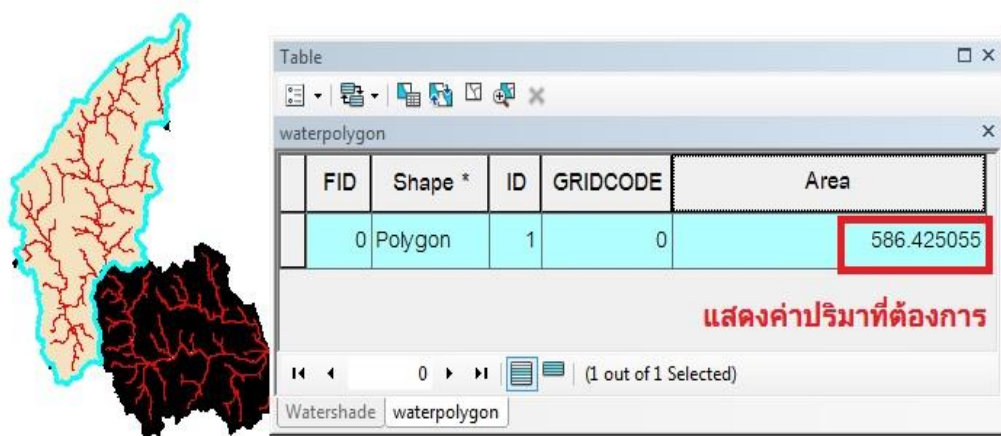 Table
waterpolygon
FID Shape * ID GRIDCODE Area
0 Polygon 1 0 586.425055
แสดงค่าปริมาที่ต้องการ
0 (1 out of 1 Selected)
Watershade waterpolygon